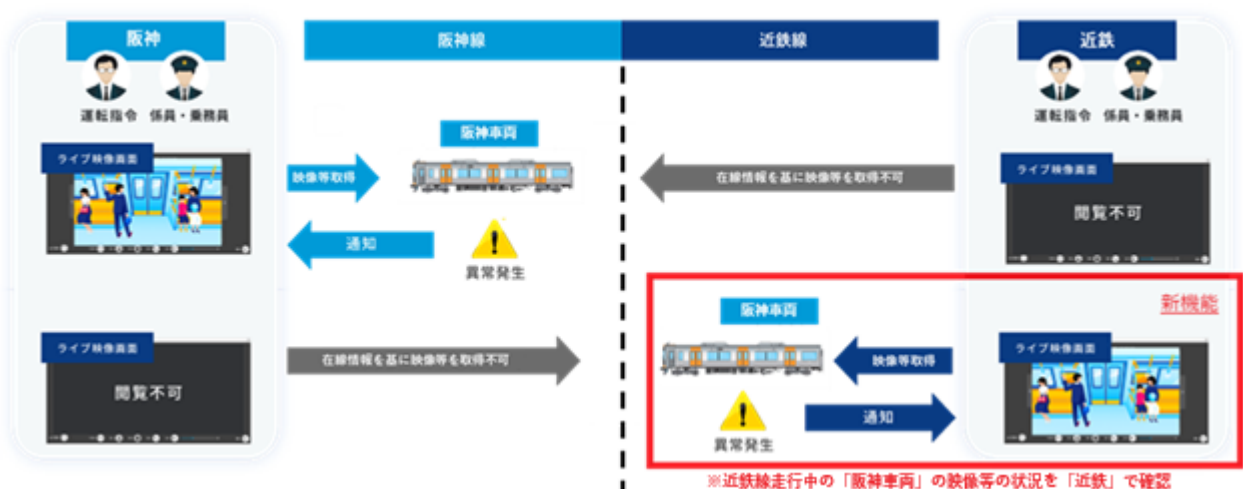 阪神
運転指令 係員・乗務員
ライブ映像画面
ライブ映像画面
閲覧不可
阪神線
近鉄線
阪神車両
映像等取得
在線情報を基に映像等を取得不可
通知
異常発生
在線情報を基に映像等を取得不可
近鉄
運転指令 係員・乗務員
ライブ映像画面
閲覧不可
新機能
阪神車両
映像等取得
ライブ映像画面
通知
異常発生
※近鉄線走行中の「阪神車両」の映像等の状況を「近鉄」で確認